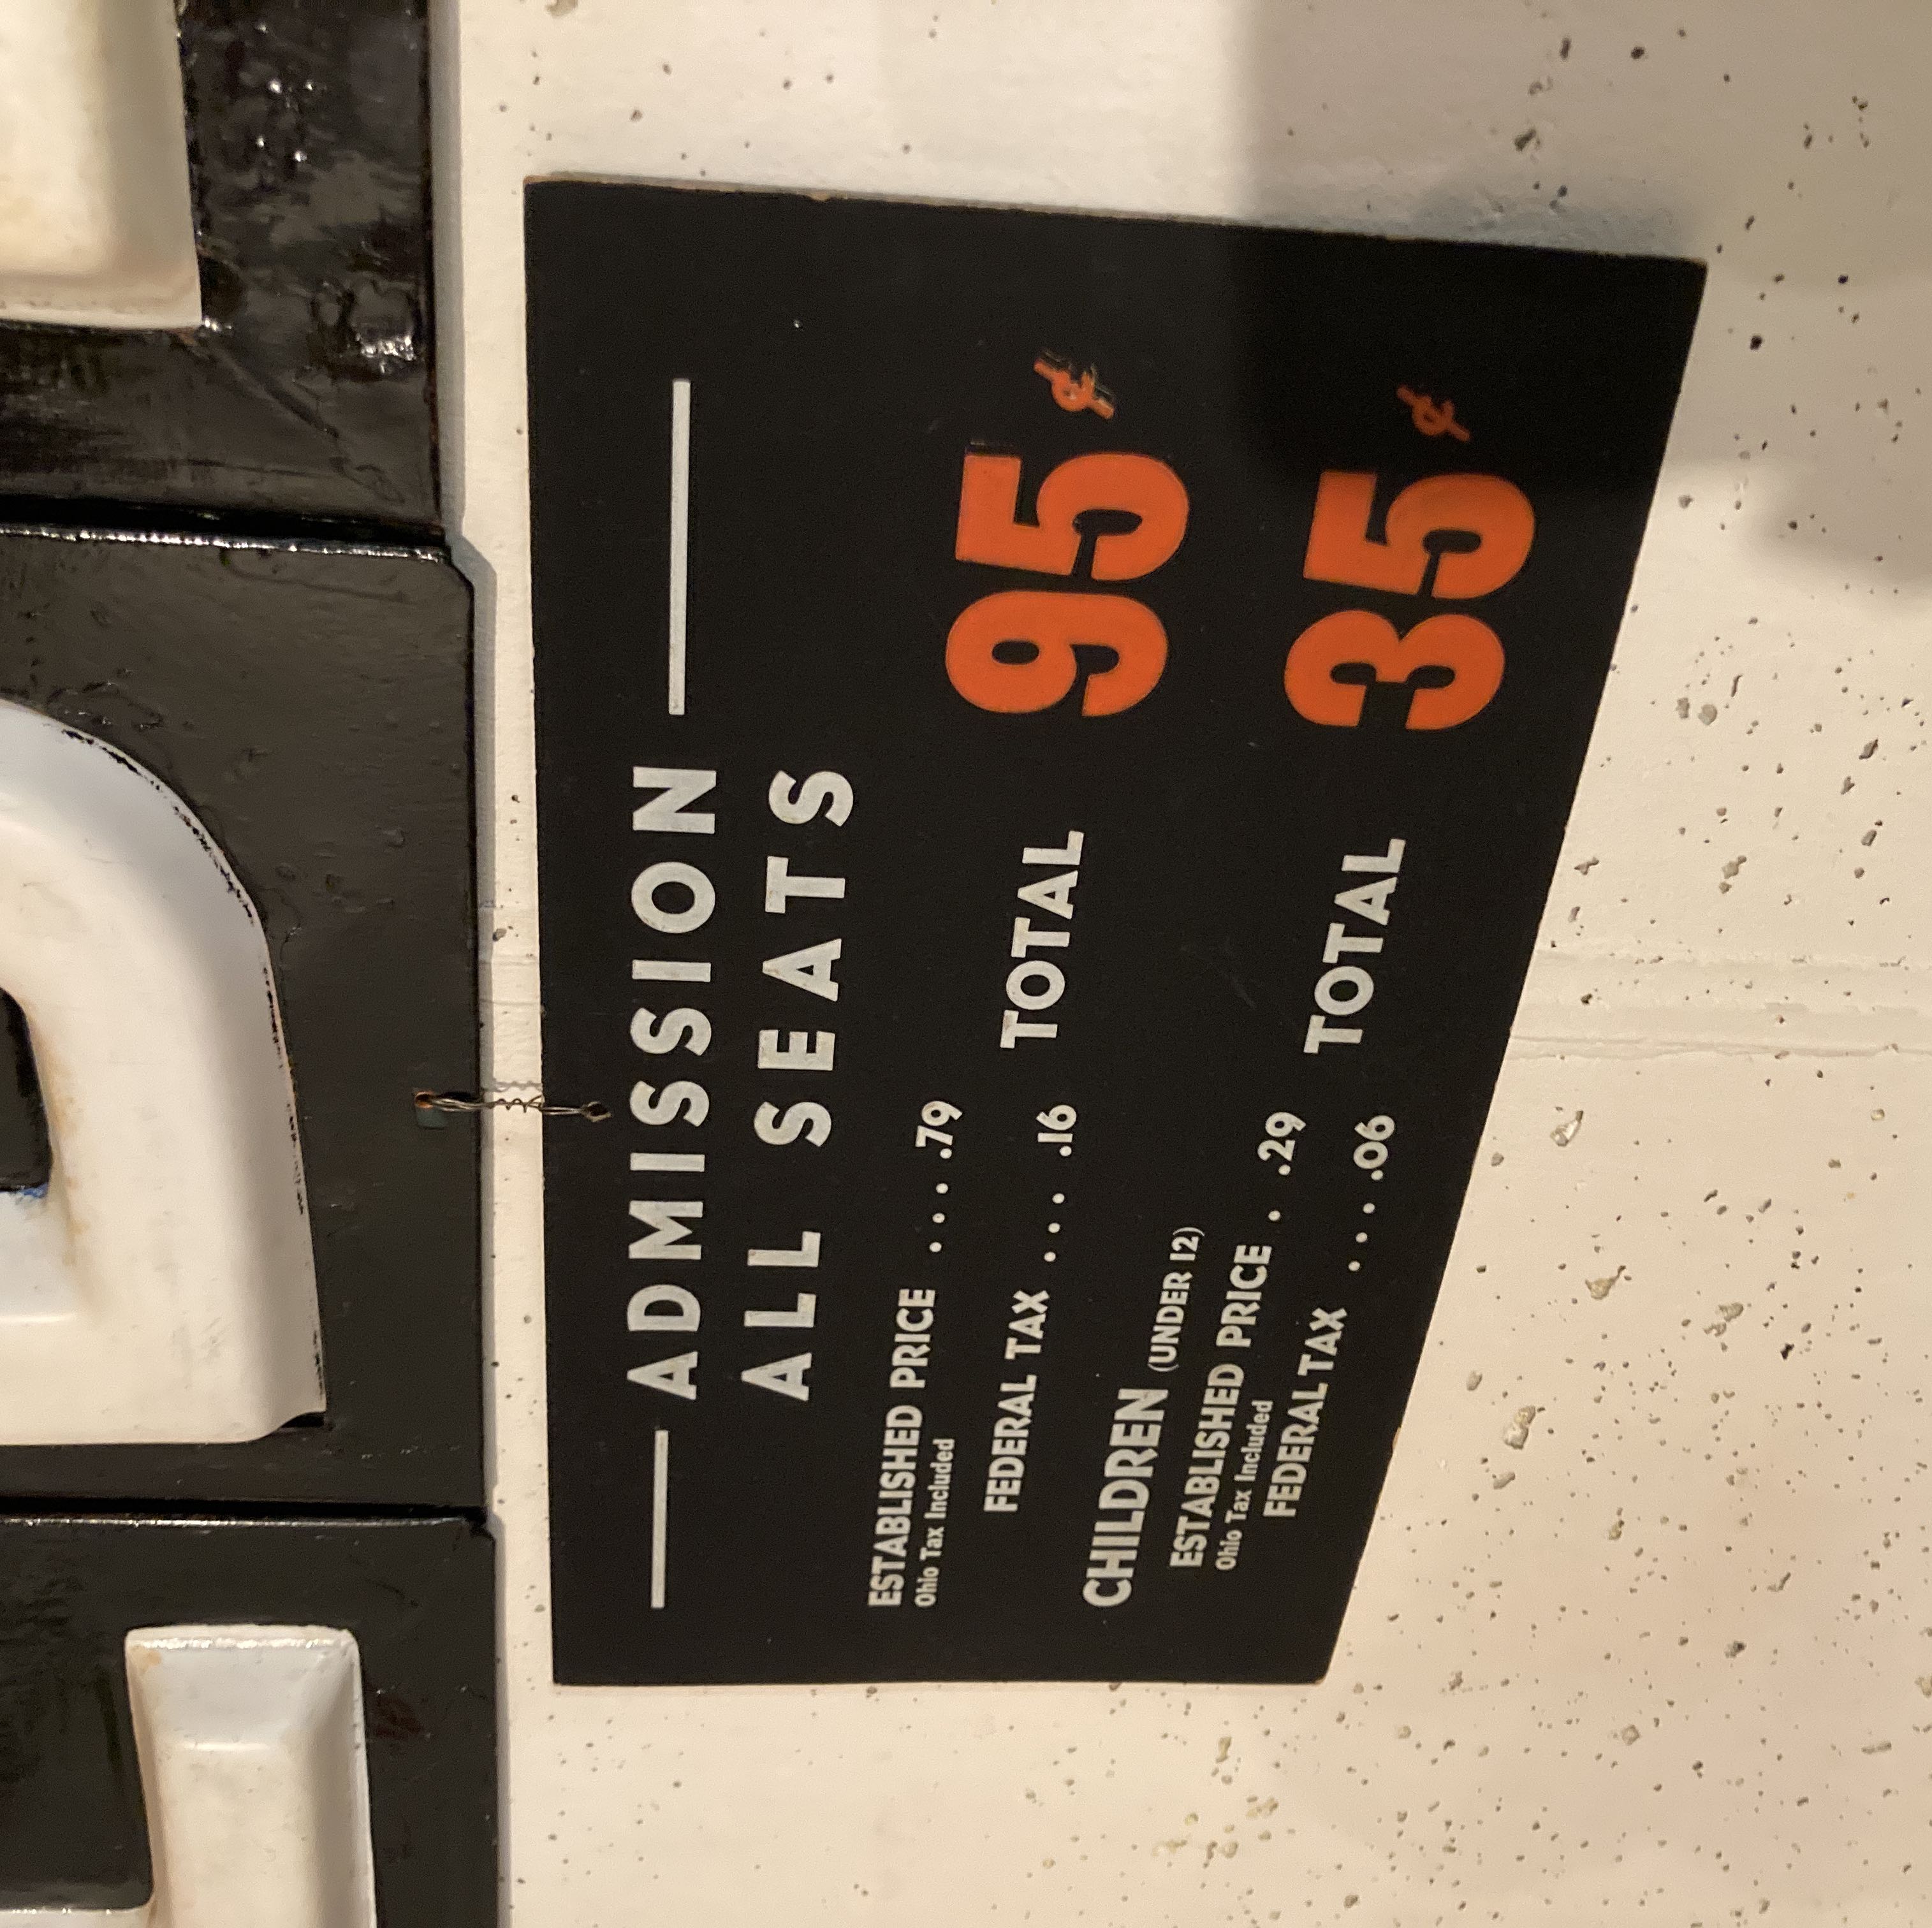 ADMISSION
ALL SEATS
ESTABLISHED PRICE .... .79
Ohio Tax Included
FEDERAL TAX ... .16 TOTAL 95¢
CHILDREN (UNDER 12)
ESTABLISHED PRICE . .29
Ohio Tax Included
FEDERAL TAX ... .06 TOTAL 35¢